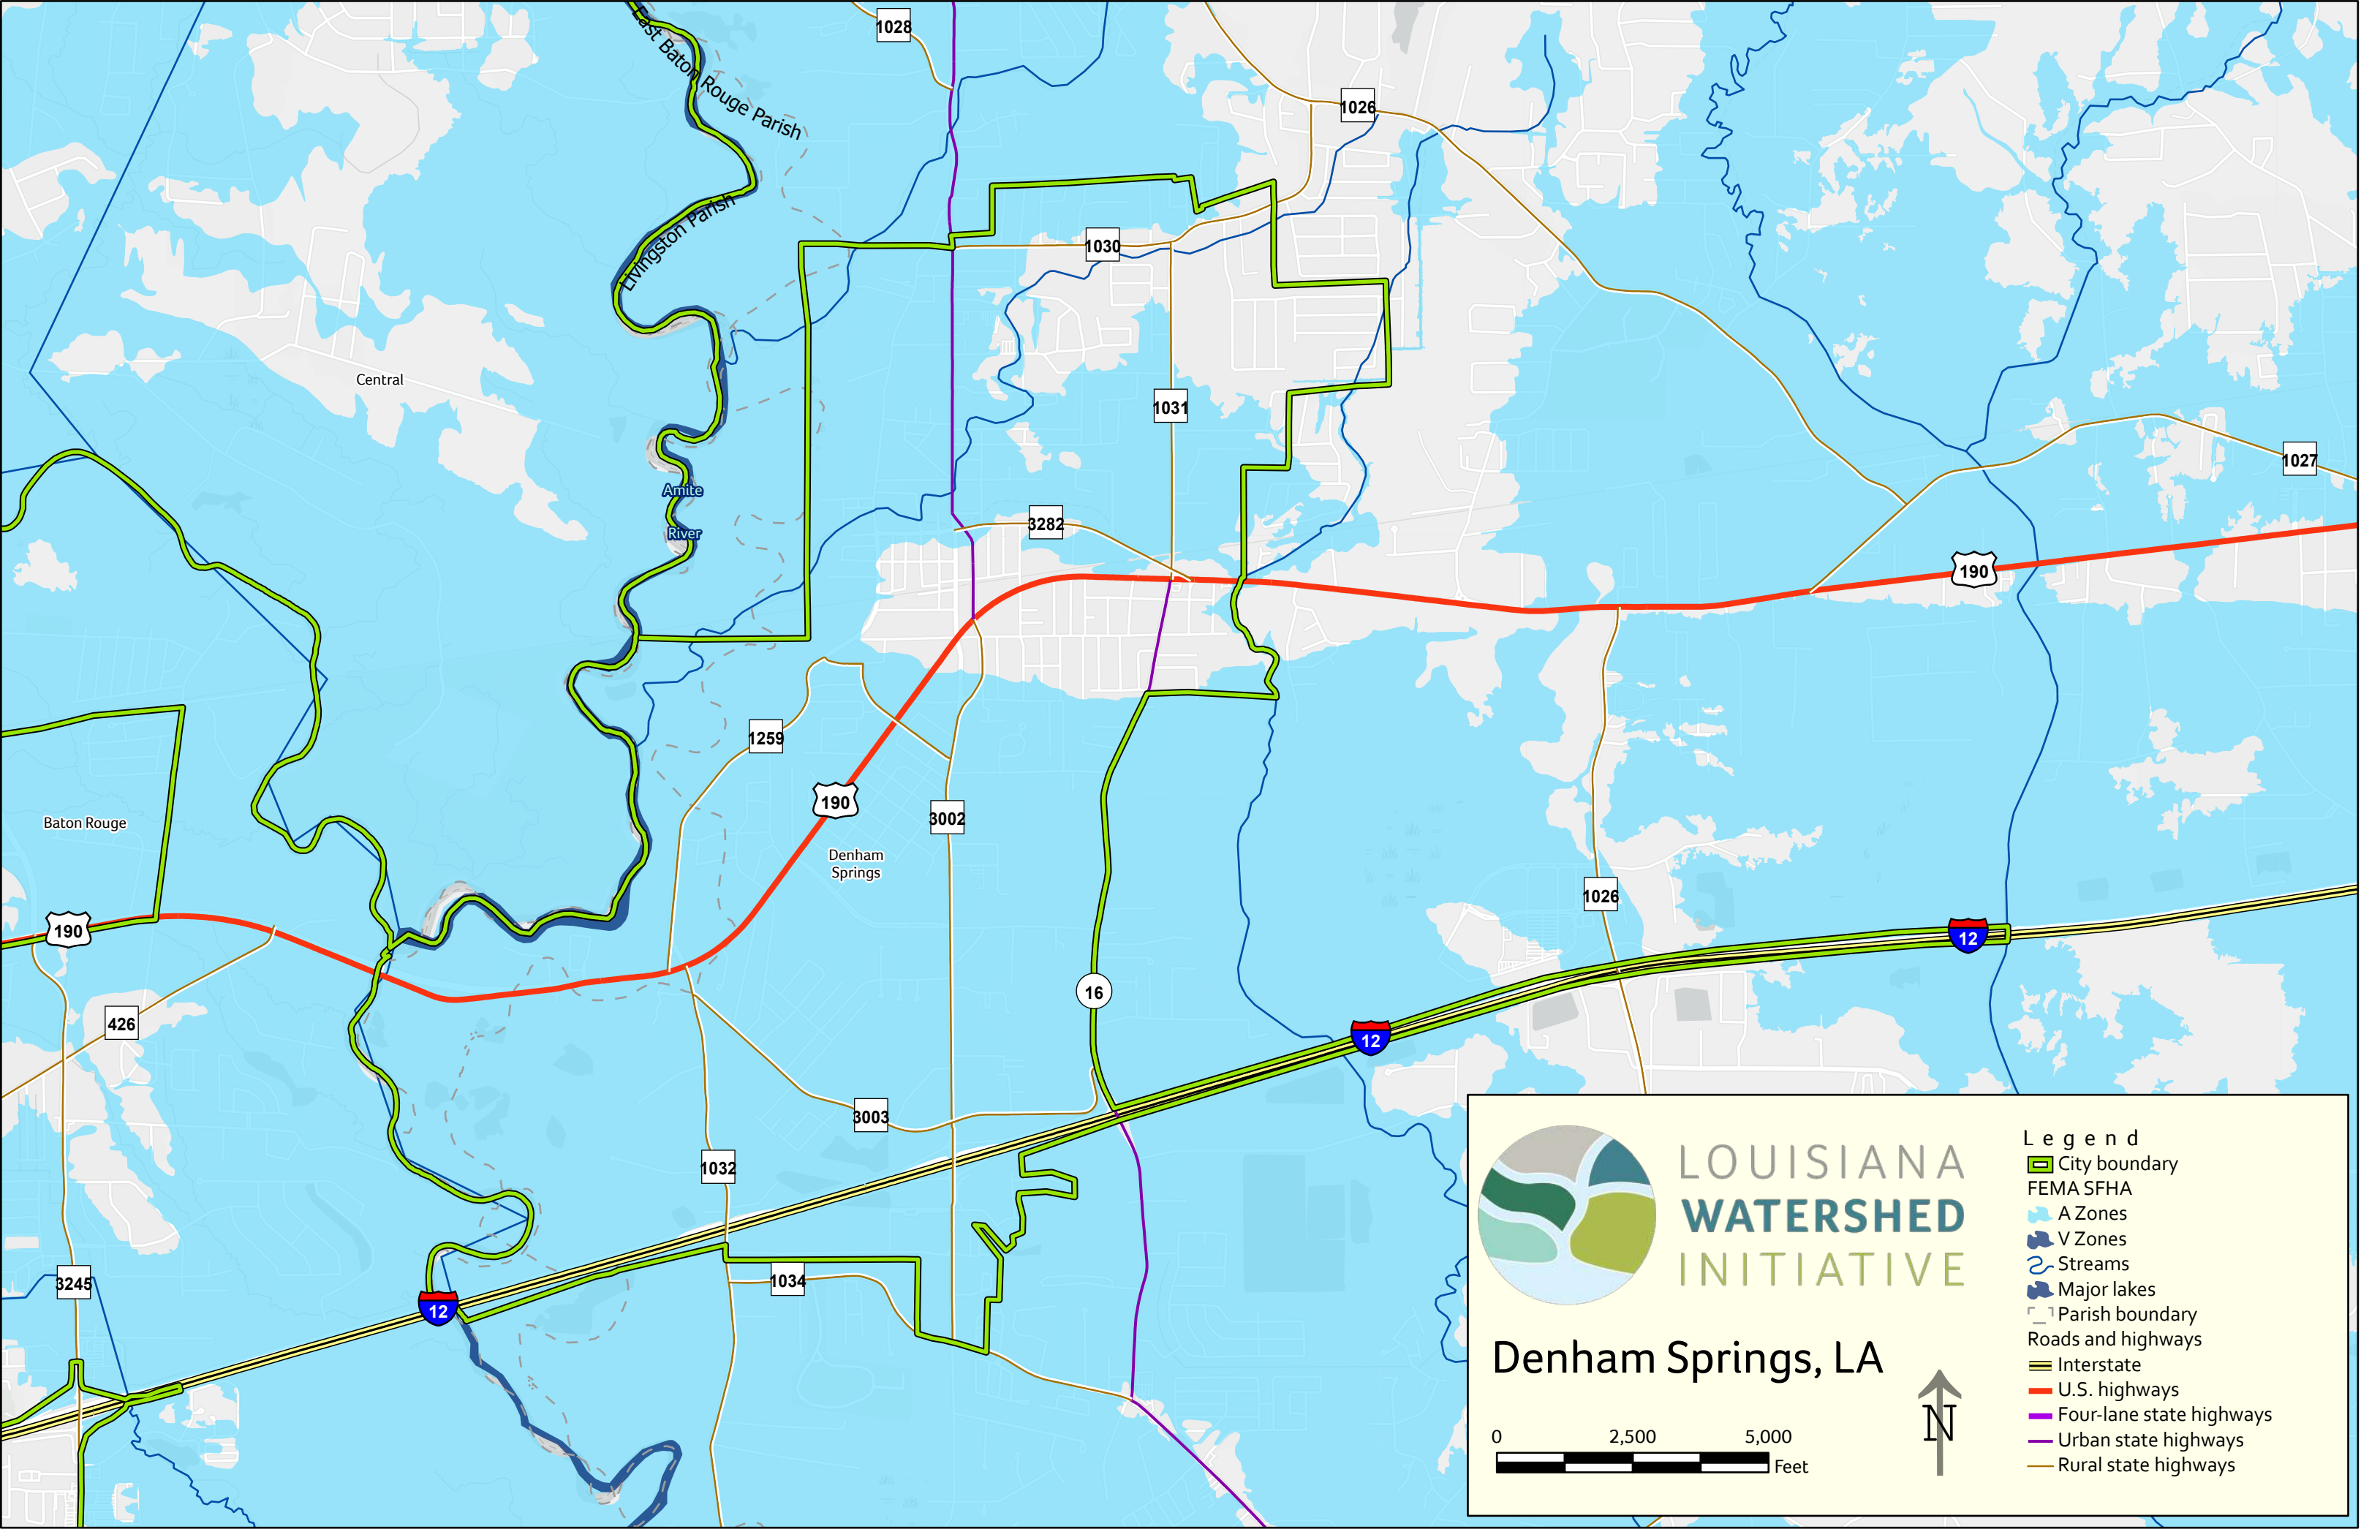 1028
East Baton Rouge Parish
1026
Livingston Parish
1030
Central
1031
1027
Amite
River
3282
190
1259
190
3002
Baton Rouge
Denham
Springs
1026
190
12
16
426
12
3003
1032
3245
1034
12
LOUISIANA
WATERSHED
INITIATIVE
Denham Springs, LA
0 2,500 5,000
Feet
N
Legend
City boundary
FEMA SFHA
A Zones
V Zones
Streams
Major lakes
Parish boundary
Roads and highways
Interstate
U.S. highways
Four-lane state highways
Urban state highways
Rural state highways